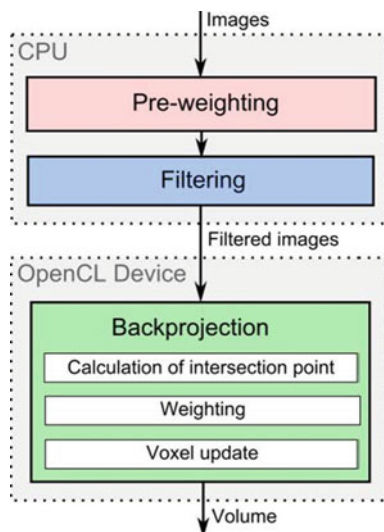 Images
CPU
Pre-weighting
Filtering
Filtered images
OpenCL Device
Backprojection
Calculation of intersection point
Weighting
Voxel update
Volume